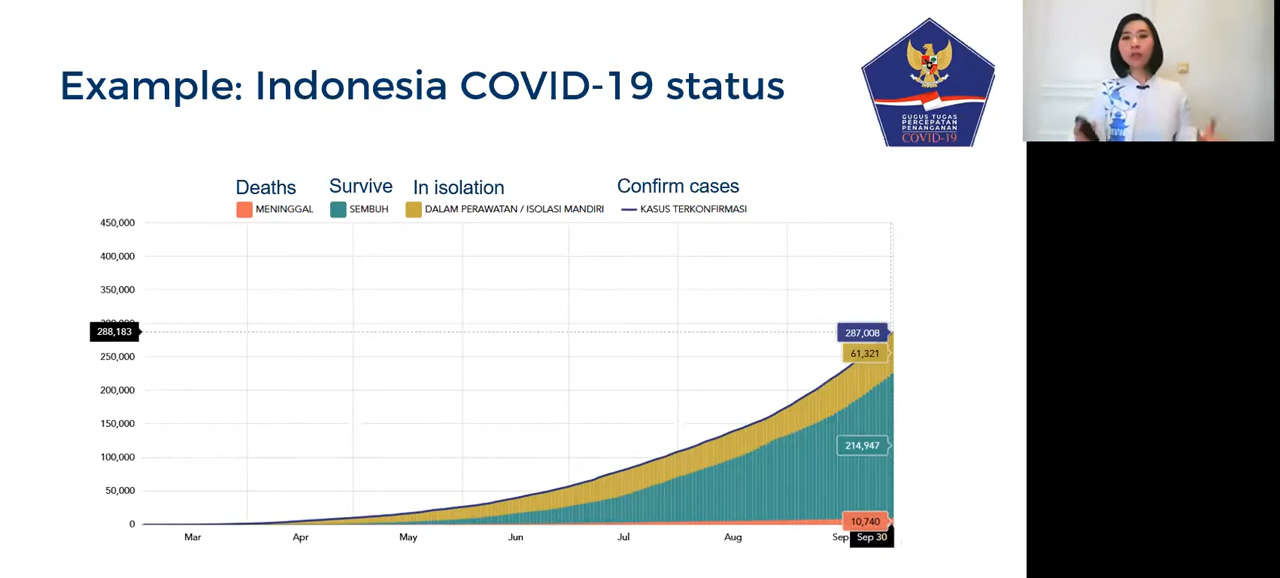 Example: Indonesia COVID-19 status
GUGUS TUGAS
PERCEPATAN
PENANGANAN
COVID-19
Deaths Survive In isolation Confirm cases
MENINGGAL SEMBUH DALAM PERAWATAN / ISOLASI MANDIRI KASUS TERKONFIRMASI
450,000
400,000
350,000
288,183
287,008
61,321
250,000
200,000
150,000
214,947
100,000
50,000
10,740
0
Mar Apr May Jun Jul Aug Sep Sep 30